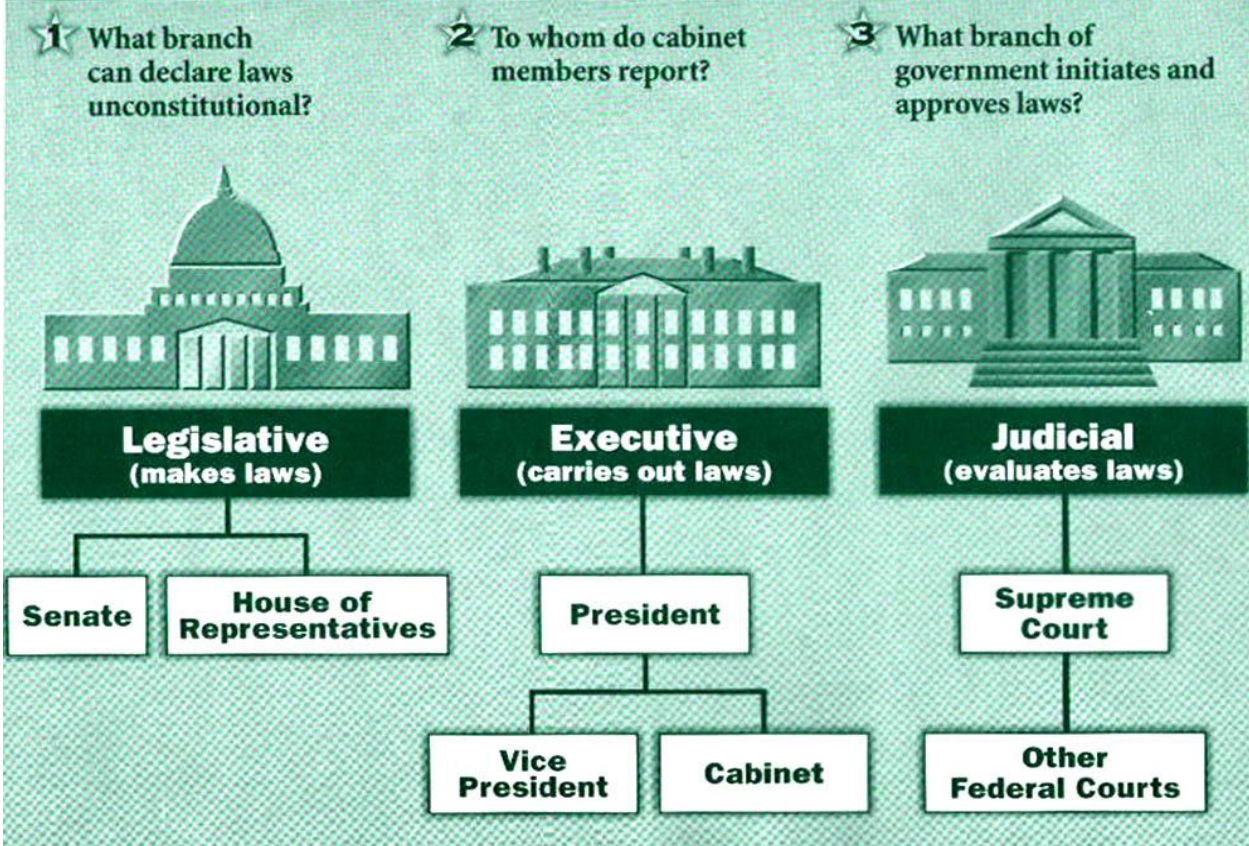 1 What branch
can declare laws
unconstitutional?
2 To whom do cabinet
members report?
3 What branch of
government initiates and
approves laws?
Legislative
(makes laws)
Executive
(carries out laws)
Judicial
(evaluates laws)
Senate
House of
Representatives
President
Supreme
Court
Vice
President
Cabinet
Other
Federal Courts